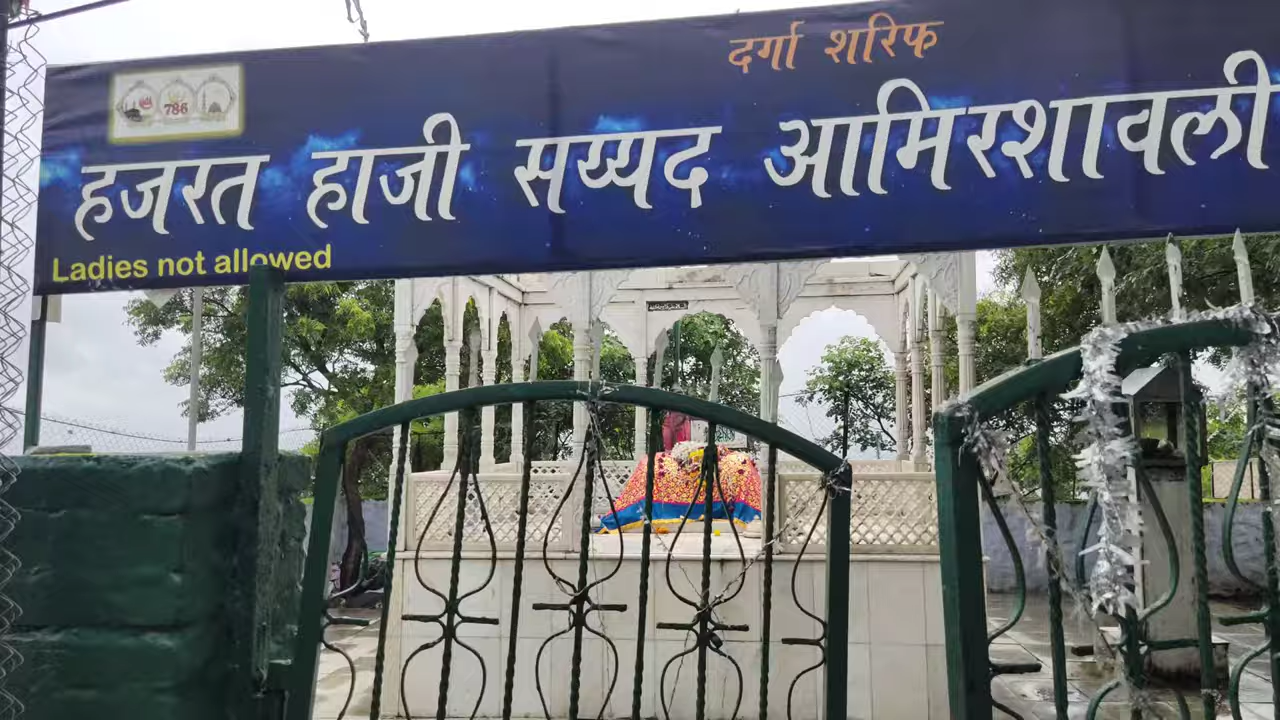 दर्गा शरिफ
786
हजरत हाजी सय्यद आमिरशावली
Ladies not allowed